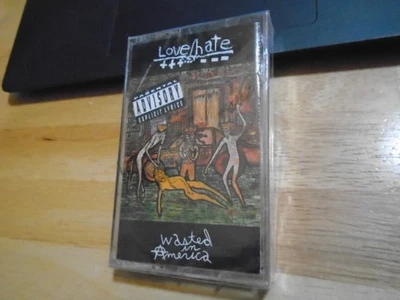 Love/hate
PARENTAL
ADVISORY
EXPLICIT LYRICS
wasted
in
America